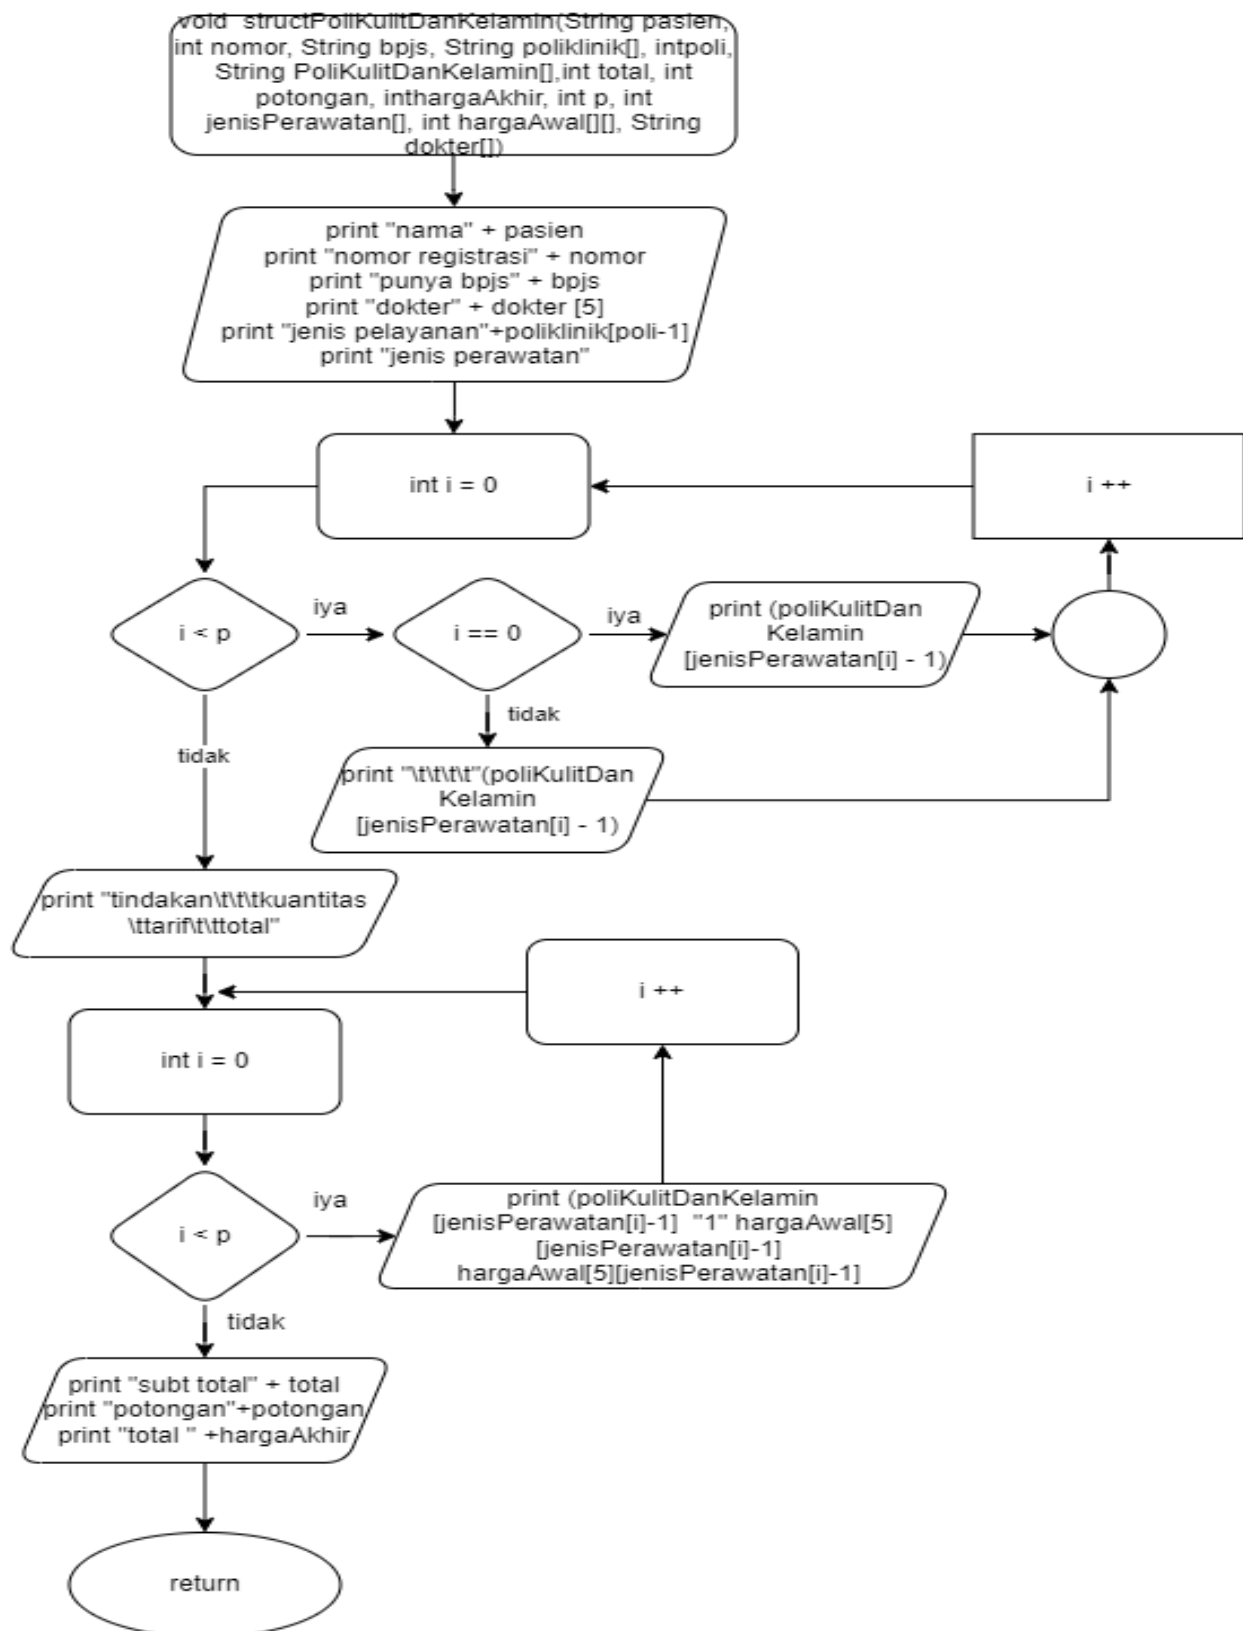 void structPoliKulitDanKelamin(String pasien,
int nomor, String bpjs, String poliklinik[], intpoli,
String PoliKulitDanKelamin[],int total, int
potongan, inthargaAkhir, int p, int
jenisPerawatan[], int hargaAwal[][], String
dokter[])
print "nama" + pasien
print "nomor registrasi" + nomor
print "punya bpjs" + bpjs
print "dokter" + dokter [5]
print "jenis pelayanan"+poliklinik[poli-1]
print "jenis perawatan"
int i = 0
i ++
i < p
iya
i == 0
iya
print (poliKulitDan
Kelamin
[jenisPerawatan[i] - 1)
tidak
tidak
print "\t\t\t\t"(poliKulitDan
Kelamin
[jenisPerawatan[i] - 1)
print "tindakan\t\t\tkuantitas
\ttarif\t\ttotal"
i ++
int i = 0
i < p
iya
print (poliKulitDanKelamin
[jenisPerawatan[i]-1] "1" hargaAwal[5]
[jenisPerawatan[i]-1]
hargaAwal[5][jenisPerawatan[i]-1]
tidak
print "subt total" + total
print "potongan"+potongan
print "total " +hargaAkhir
return